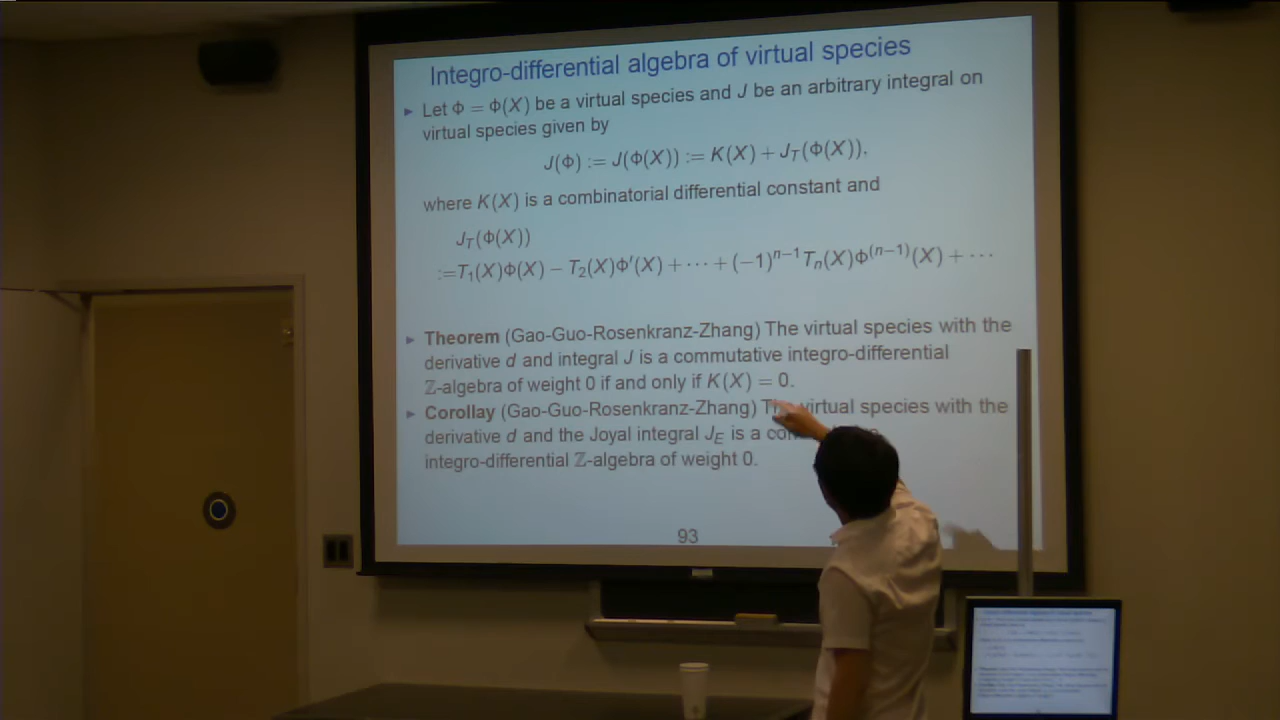 Integro-differential algebra of virtual species
▸ Let Φ = Φ(X) be a virtual species and J be an arbitrary integral on
virtual species given by
J(Φ) := J(Φ(X)) := K(X) + J_T(Φ(X)),
where K(X) is a combinatorial differential constant and
J_T(Φ(X))
:=T₁(X)Φ(X) − T₂(X)Φ′(X) + ··· + (−1)ⁿ⁻¹Tₙ(X)Φ⁽ⁿ⁻¹⁾(X) + ···
▸ Theorem (Gao-Guo-Rosenkranz-Zhang) The virtual species with the
derivative d and integral J is a commutative integro-differential
ℤ-algebra of weight 0 if and only if K(X) = 0.
▸ Corollay (Gao-Guo-Rosenkranz-Zhang) virtual species with the
derivative d and the Joyal integral J_E is a
integro-differential ℤ-algebra of weight 0.
93